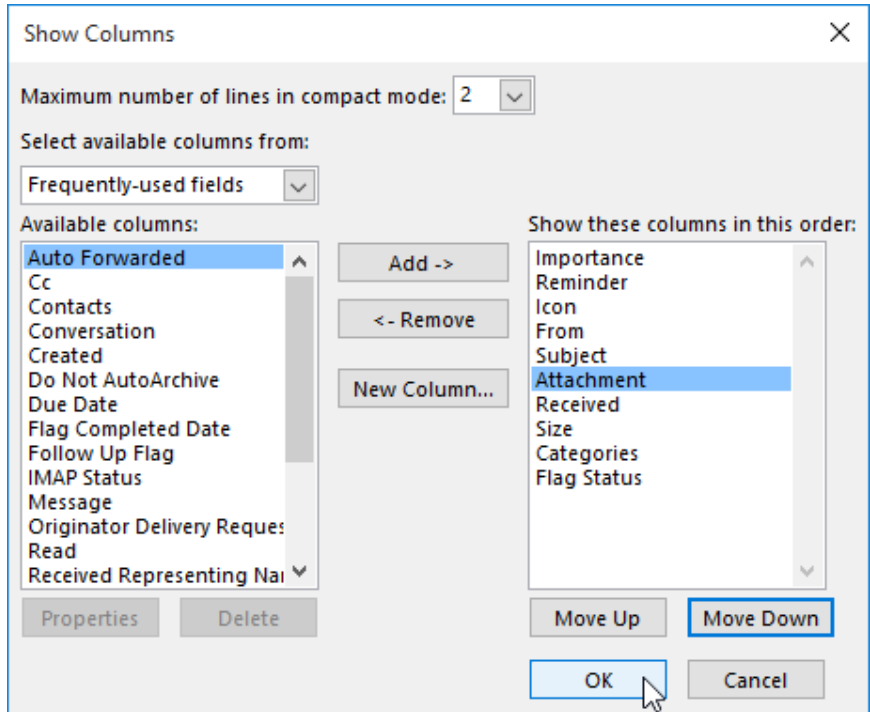 Show Columns
Maximum number of lines in compact mode: 2
Select available columns from:
Frequently-used fields
Available columns:
Auto Forwarded
Cc
Contacts
Conversation
Created
Do Not AutoArchive
Due Date
Flag Completed Date
Follow Up Flag
IMAP Status
Message
Originator Delivery Reques
Read
Received Representing Nar
Properties
Delete
Add ->
<- Remove
New Column...
Show these columns in this order:
Importance
Reminder
Icon
From
Subject
Attachment
Received
Size
Categories
Flag Status
Move Up
Move Down
OK
Cancel